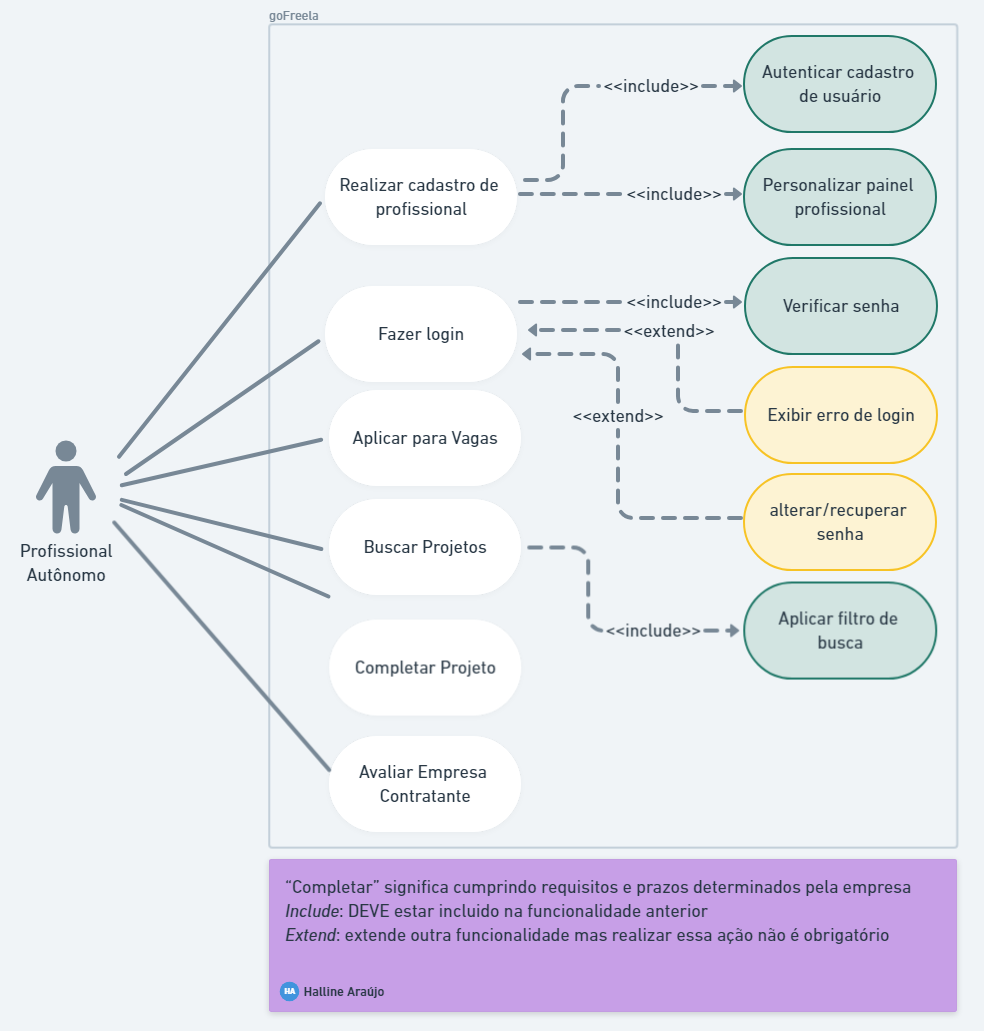 goFreela
Autenticar cadastro
de usuário
<<include>>
Realizar cadastro de
profissional
<<include>>
Personalizar painel
profissional
Fazer login
<<include>>
Verificar senha
<<extend>>
Exibir erro de login
<<extend>>
Aplicar para Vagas
alterar/recuperar
senha
Buscar Projetos
<<include>>
Aplicar filtro de
busca
Profissional
Autônomo
Completar Projeto
Avaliar Empresa
Contratante
“Completar” significa cumprindo requisitos e prazos determinados pela empresa
Include: DEVE estar incluido na funcionalidade anterior
Extend: extende outra funcionalidade mas realizar essa ação não é obrigatório
HA Halline Araújo